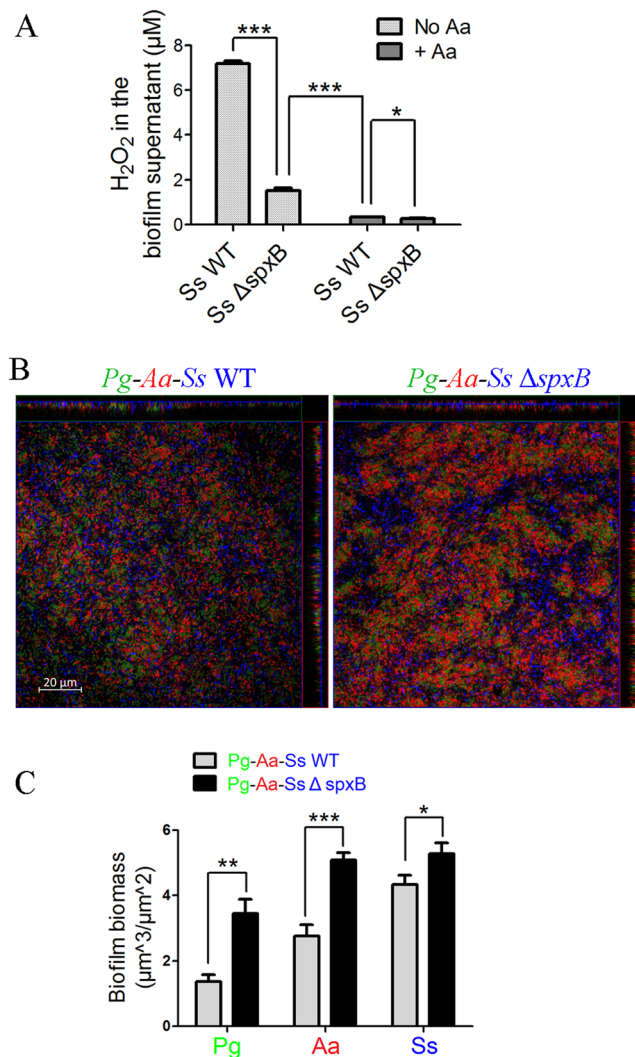 A
H₂O₂ in the
biofilm supernatant (µM)
8
6
4
2
0
***
***
*
No Aa
+ Aa
Ss WT
Ss ΔspxB
Ss WT
Ss ΔspxB
B
Pg-Aa-Ss WT
Pg-Aa-Ss ΔspxB
20 µm
C
Pg-Aa-Ss WT
Pg-Aa-Ss Δ spxB
Biofilm biomass
(µm^3/µm^2)
6
4
2
0
**
***
*
Pg
Aa
Ss